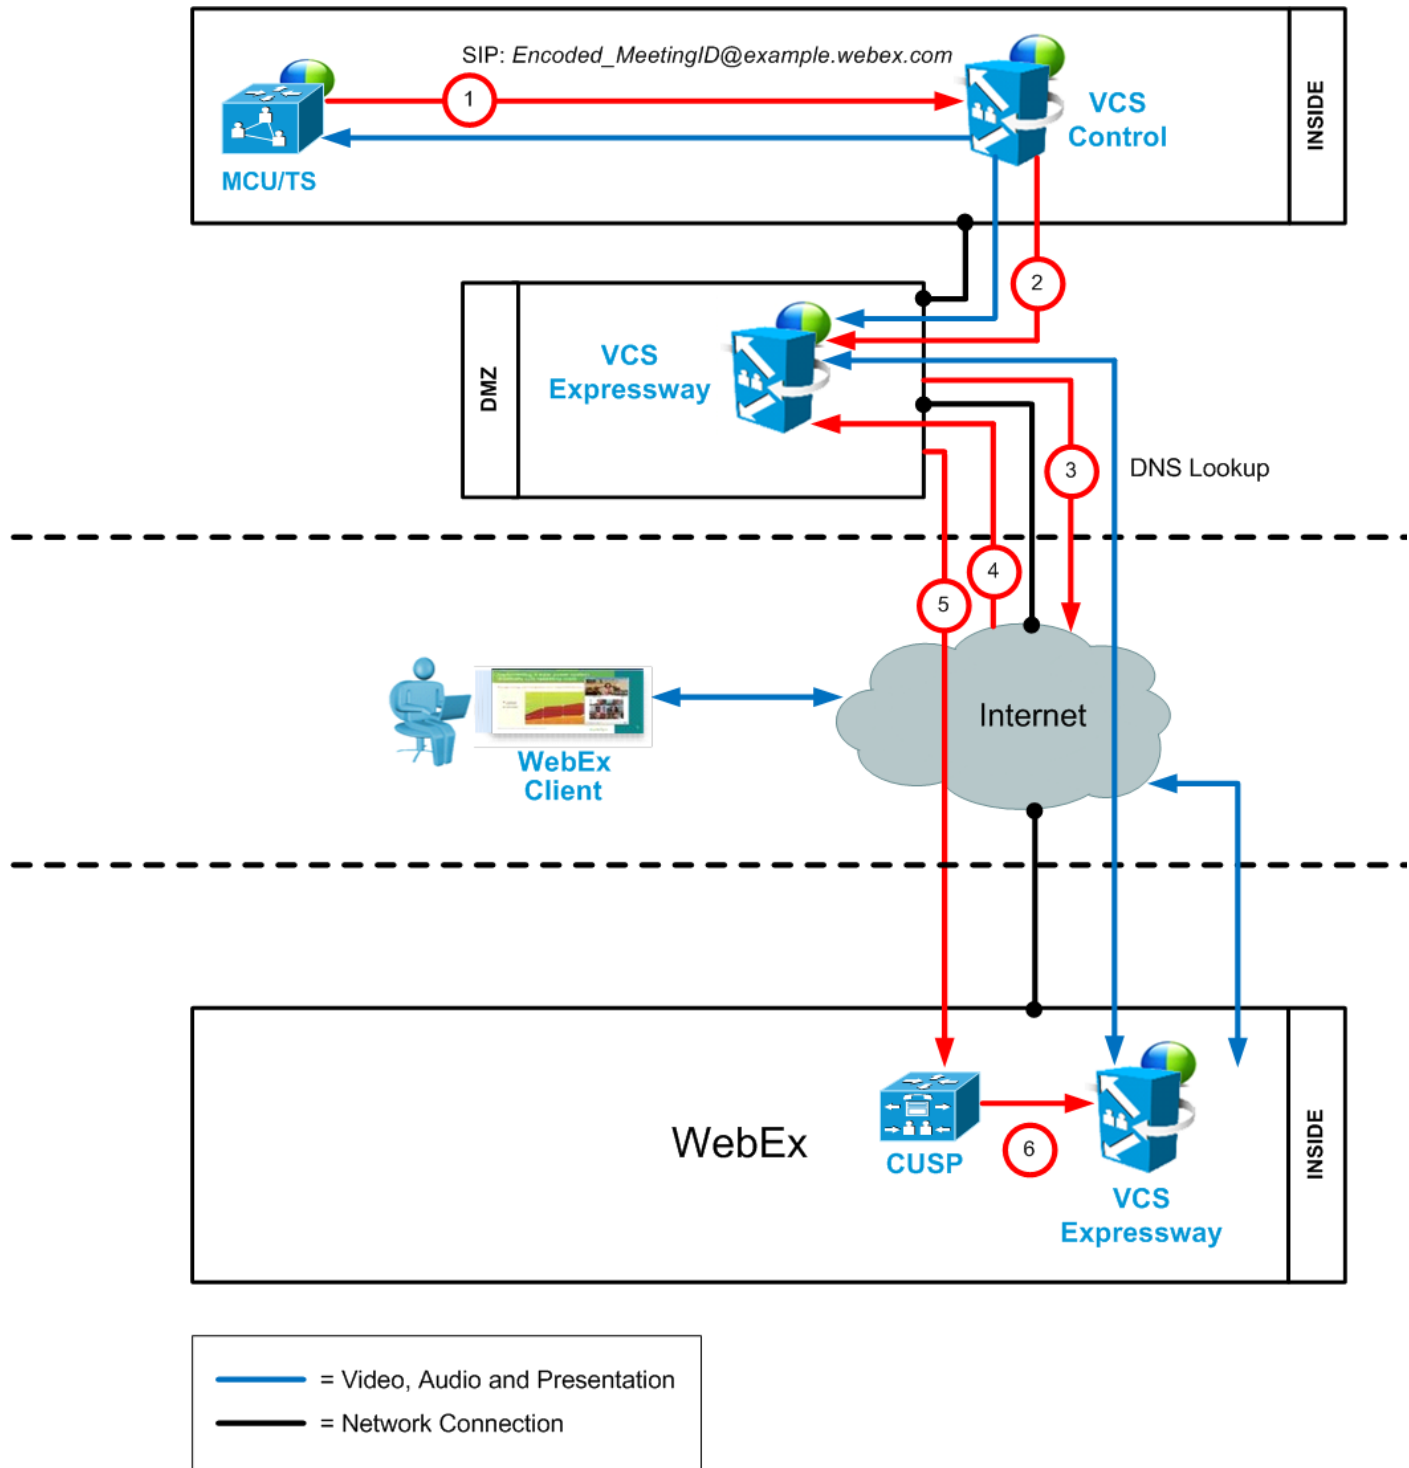 SIP: Encoded_MeetingID@example.webex.com
1
MCU/TS
VCS
Control
INSIDE
2
DMZ
VCS
Expressway
3
DNS Lookup
4
5
Internet
WebEx
Client
WebEx
CUSP
6
VCS
Expressway
INSIDE
= Video, Audio and Presentation
= Network Connection